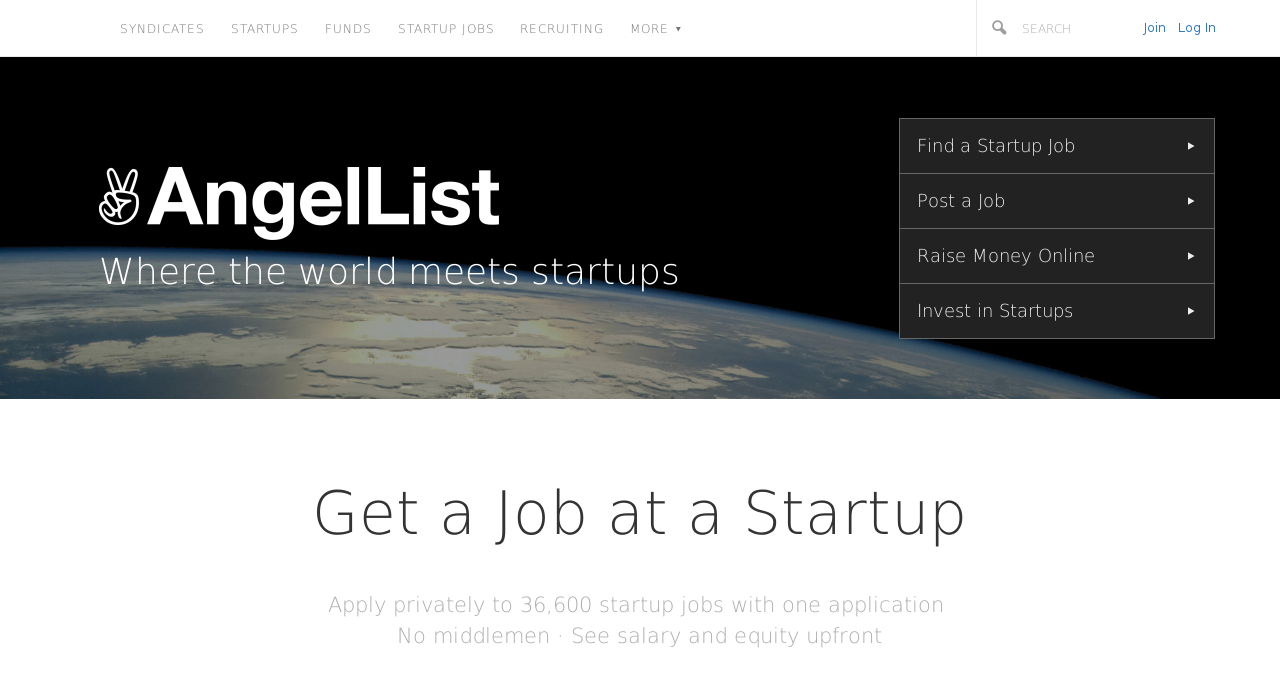 SYNDICATES STARTUPS FUNDS STARTUP JOBS RECRUITING MORE SEARCH Join Log In
AngelList
Where the world meets startups
Find a Startup Job
Post a Job
Raise Money Online
Invest in Startups
Get a Job at a Startup
Apply privately to 36,600 startup jobs with one application
No middlemen · See salary and equity upfront